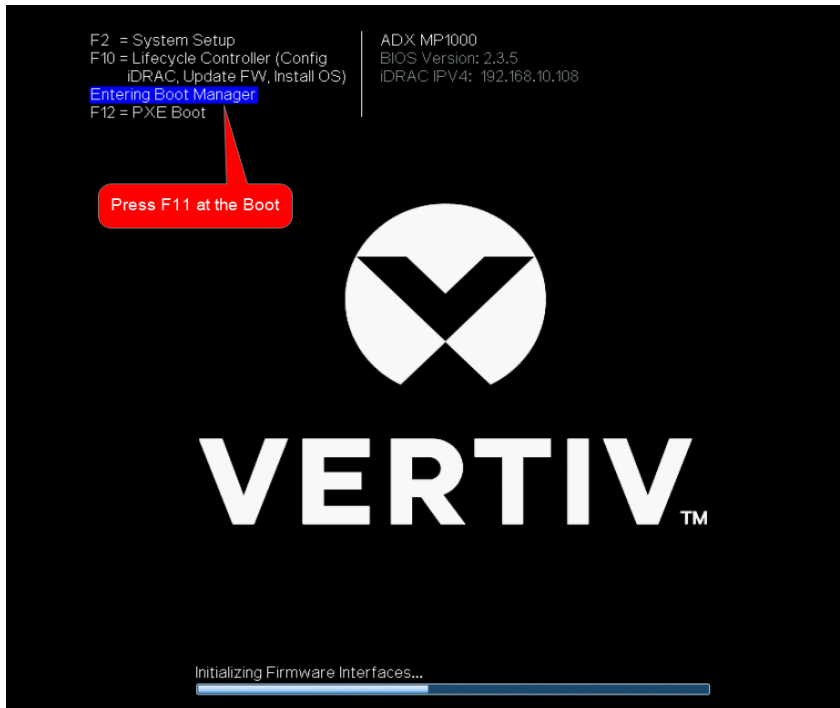 F2 = System Setup
F10 = Lifecycle Controller (Config
iDRAC, Update FW, Install OS)
Entering Boot Manager
F12 = PXE Boot
ADX MP1000
BIOS Version: 2.3.5
iDRAC IPV4: 192.168.10.108
Press F11 at the Boot
VERTIV™
Initializing Firmware Interfaces...